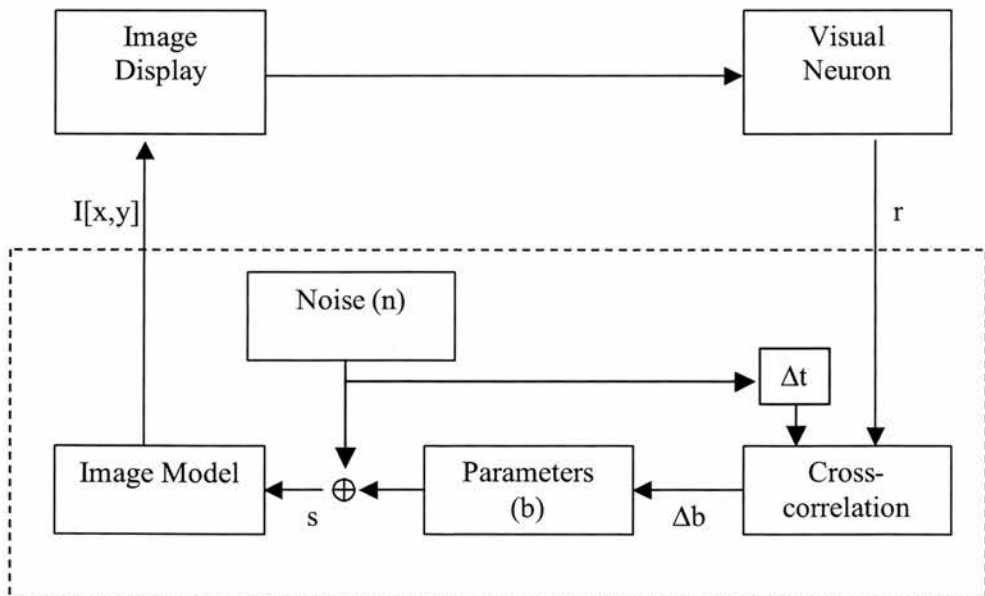 Image
Display
Visual
Neuron
I[x,y]
r
Noise (n)
Δt
Image Model
⊕
s
Parameters
(b)
Δb
Cross-
correlation